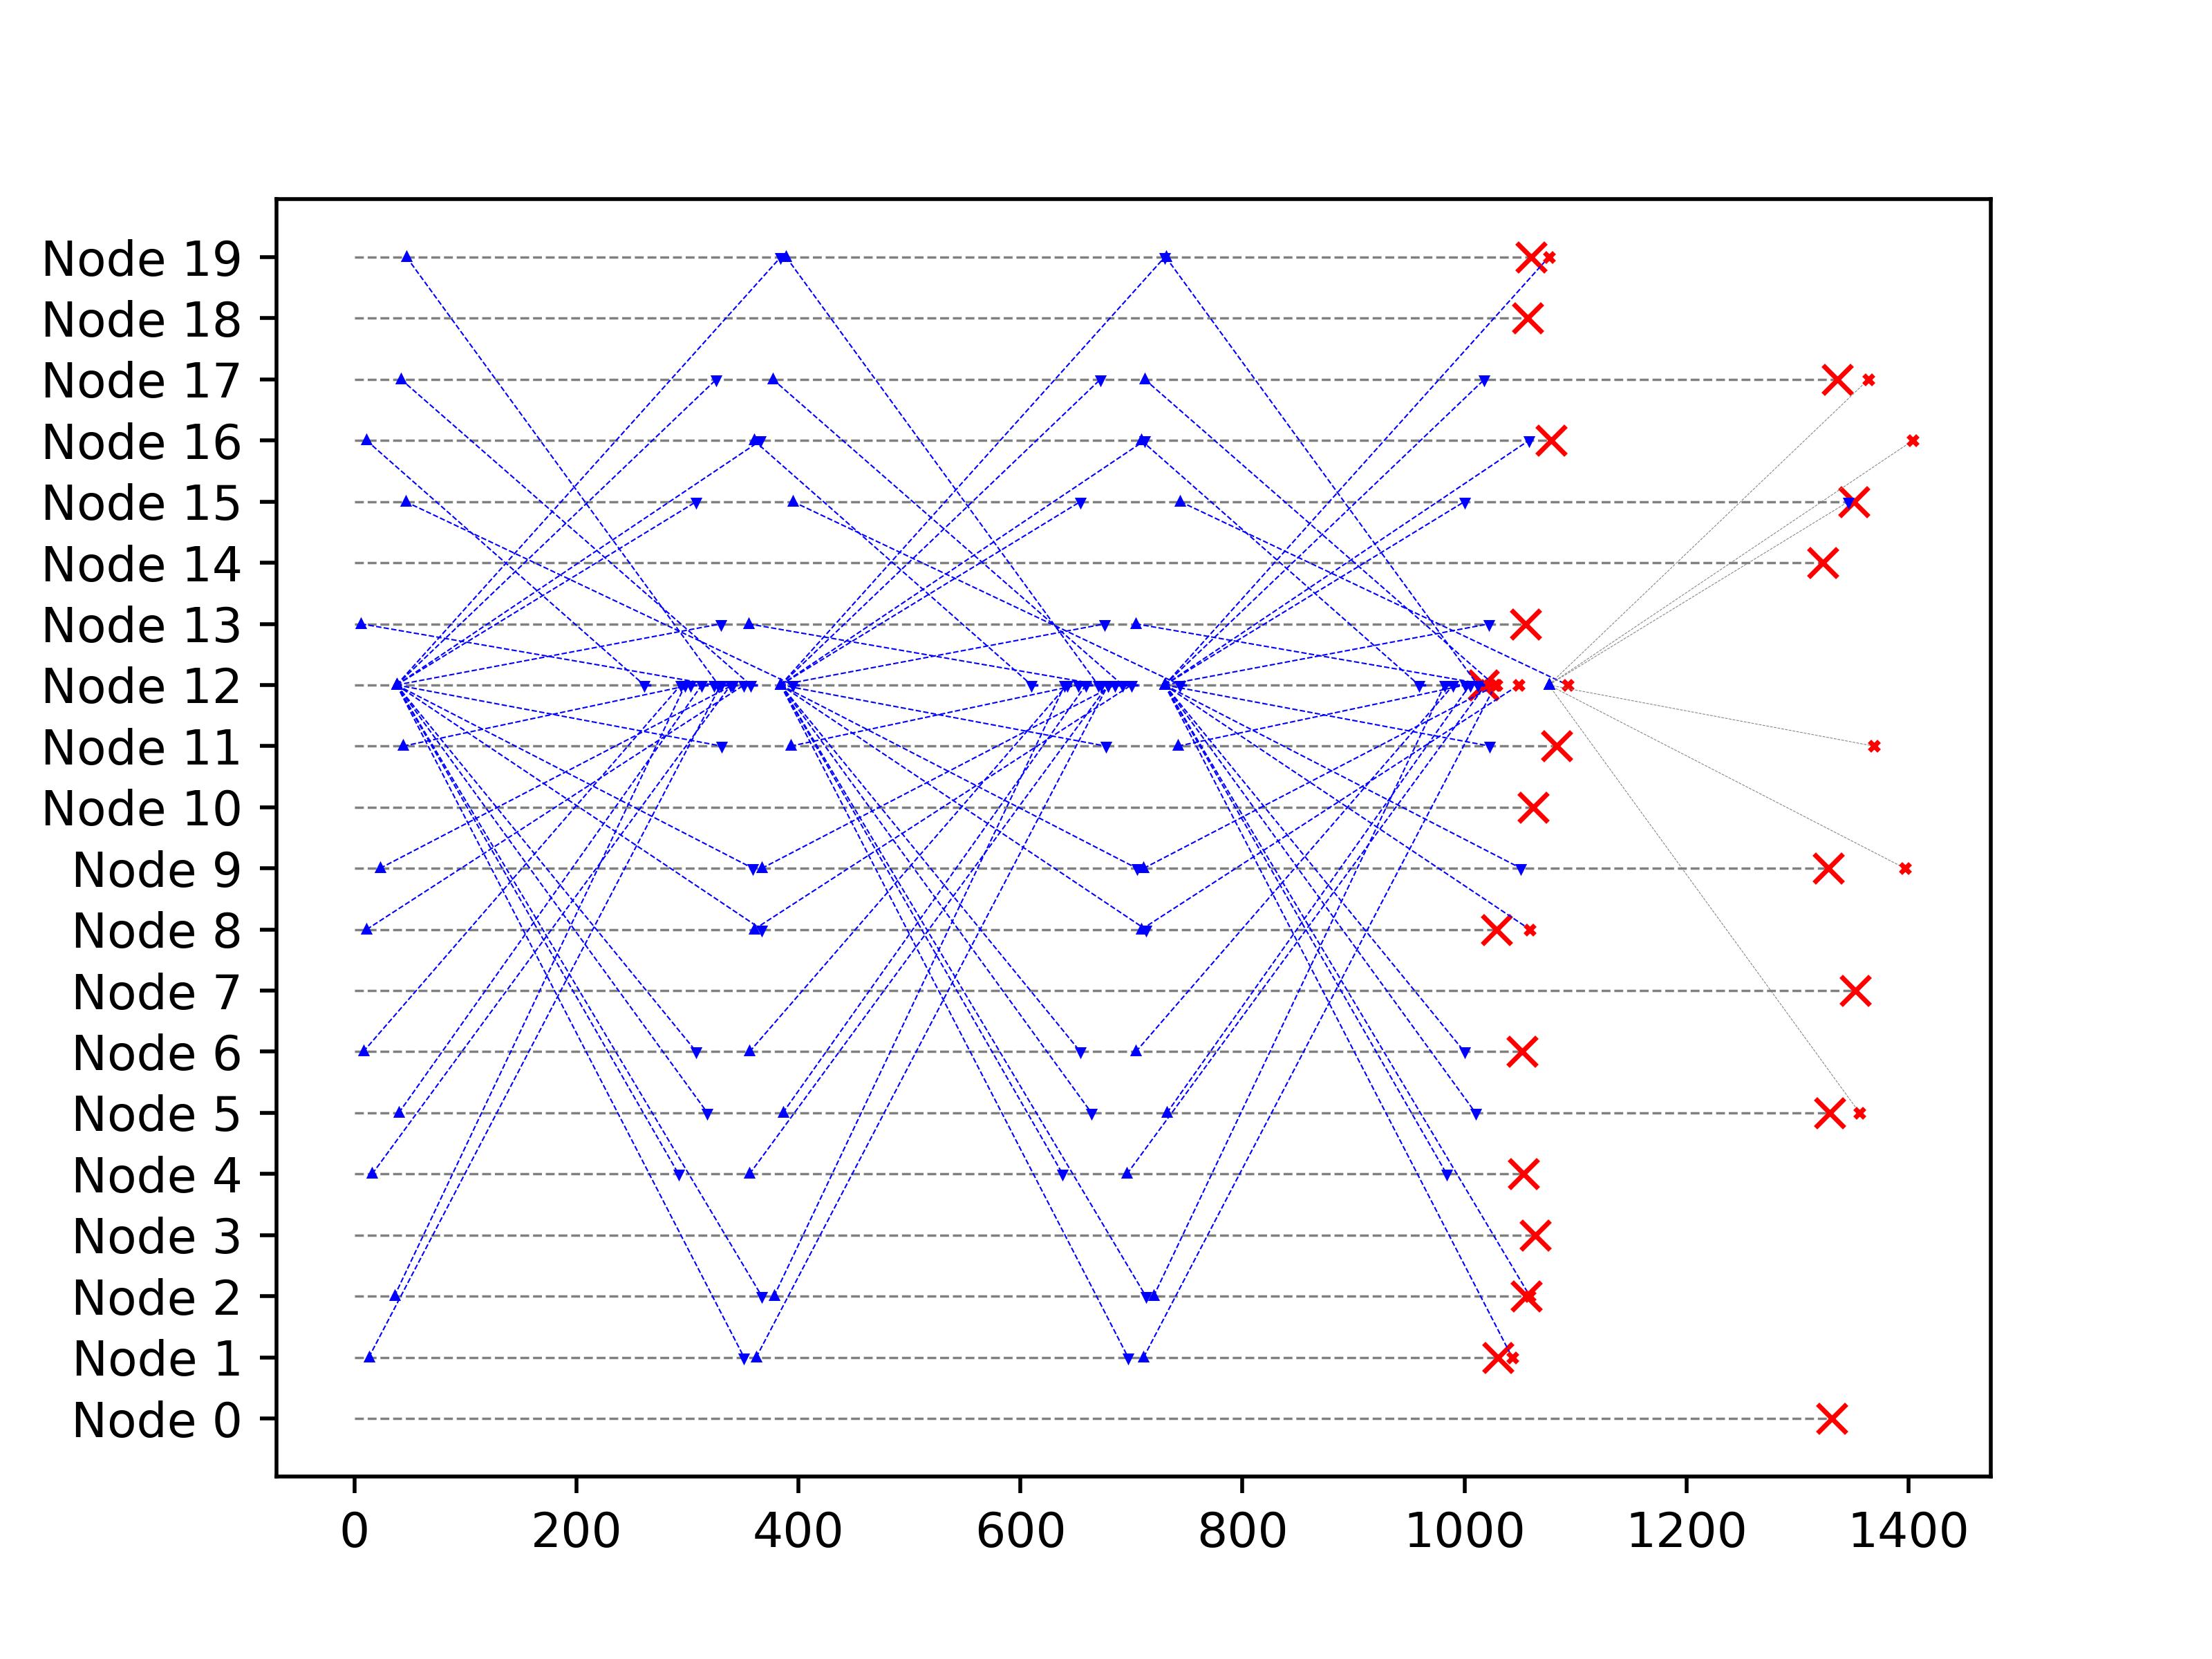 Node 19
Node 18
Node 17
Node 16
Node 15
Node 14
Node 13
Node 12
Node 11
Node 10
Node 9
Node 8
Node 7
Node 6
Node 5
Node 4
Node 3
Node 2
Node 1
Node 0
0 200 400 600 800 1000 1200 1400